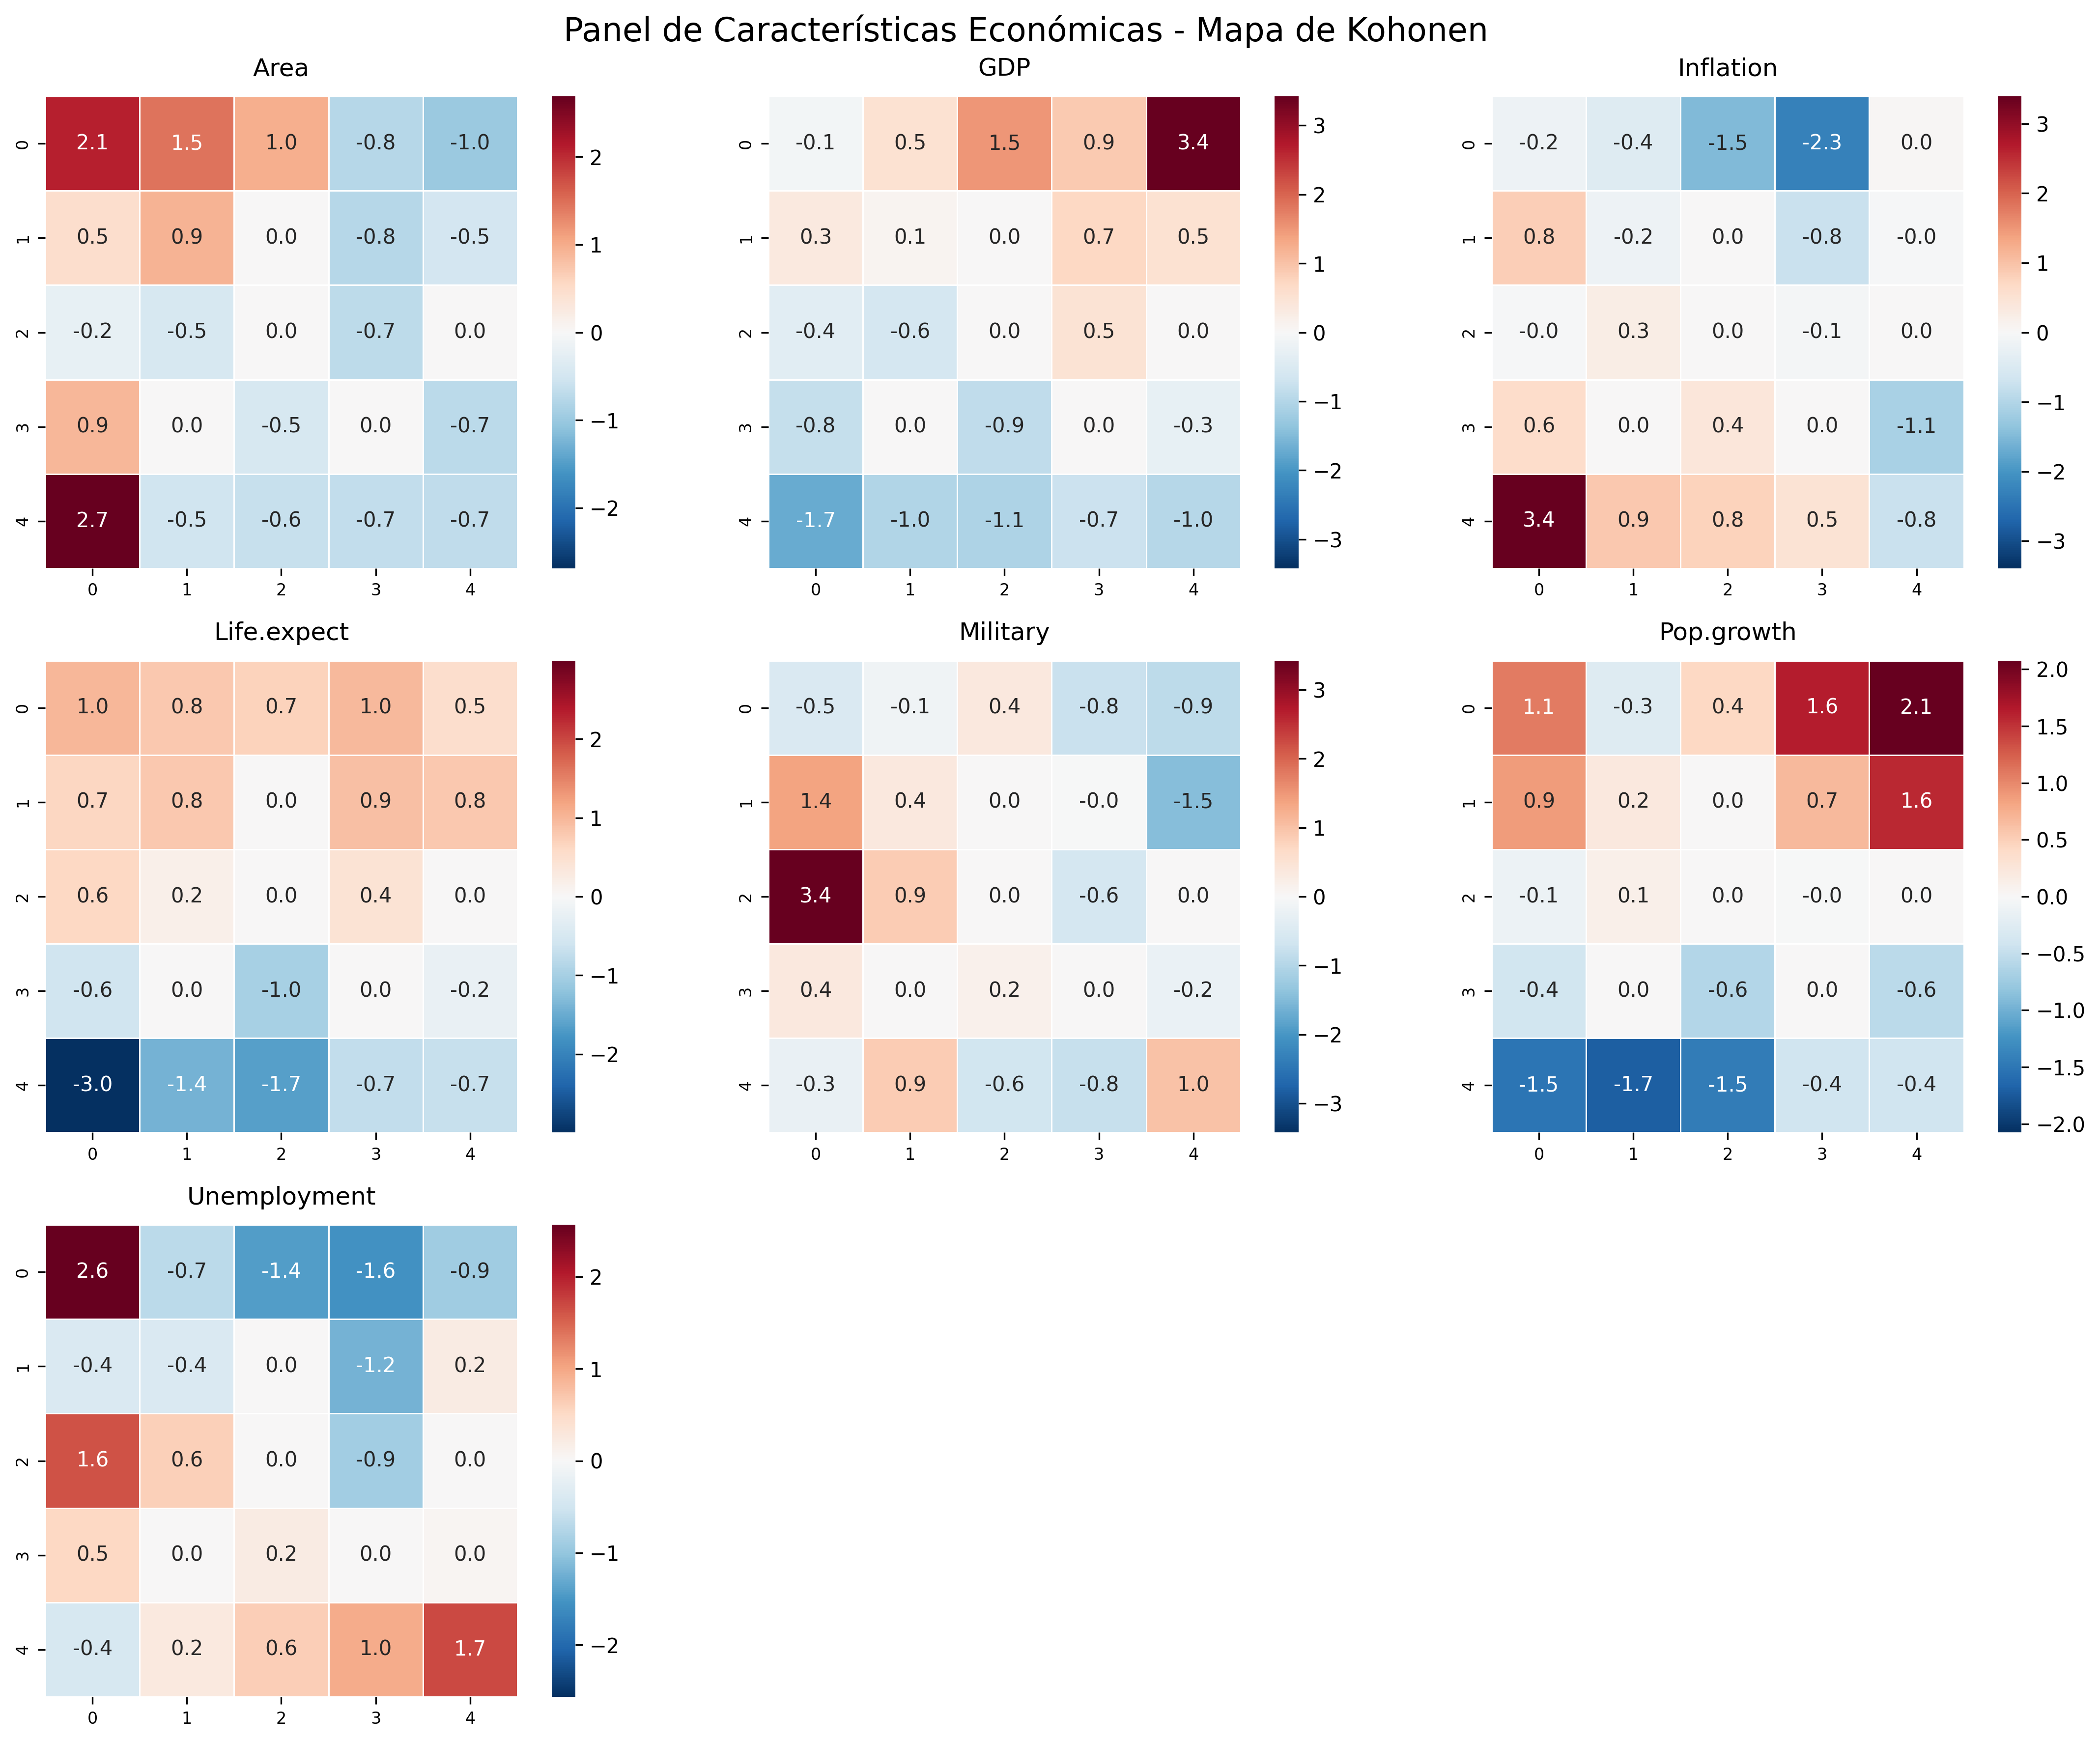 Panel de Características Económicas - Mapa de Kohonen
Area
0 2.1 1.5 1.0 -0.8 -1.0
1 0.5 0.9 0.0 -0.8 -0.5
2 -0.2 -0.5 0.0 -0.7 0.0
3 0.9 0.0 -0.5 0.0 -0.7
4 2.7 -0.5 -0.6 -0.7 -0.7
0 1 2 3 4
2
1
0
−1
−2
GDP
0 -0.1 0.5 1.5 0.9 3.4
1 0.3 0.1 0.0 0.7 0.5
2 -0.4 -0.6 0.0 0.5 0.0
3 -0.8 0.0 -0.9 0.0 -0.3
4 -1.7 -1.0 -1.1 -0.7 -1.0
0 1 2 3 4
3
2
1
0
−1
−2
−3
Inflation
0 -0.2 -0.4 -1.5 -2.3 0.0
1 0.8 -0.2 0.0 -0.8 -0.0
2 -0.0 0.3 0.0 -0.1 0.0
3 0.6 0.0 0.4 0.0 -1.1
4 3.4 0.9 0.8 0.5 -0.8
0 1 2 3 4
3
2
1
0
−1
−2
−3
Life.expect
0 1.0 0.8 0.7 1.0 0.5
1 0.7 0.8 0.0 0.9 0.8
2 0.6 0.2 0.0 0.4 0.0
3 -0.6 0.0 -1.0 0.0 -0.2
4 -3.0 -1.4 -1.7 -0.7 -0.7
0 1 2 3 4
2
1
0
−1
−2
Military
0 -0.5 -0.1 0.4 -0.8 -0.9
1 1.4 0.4 0.0 -0.0 -1.5
2 3.4 0.9 0.0 -0.6 0.0
3 0.4 0.0 0.2 0.0 -0.2
4 -0.3 0.9 -0.6 -0.8 1.0
0 1 2 3 4
3
2
1
0
−1
−2
−3
Pop.growth
0 1.1 -0.3 0.4 1.6 2.1
1 0.9 0.2 0.0 0.7 1.6
2 -0.1 0.1 0.0 -0.0 0.0
3 -0.4 0.0 -0.6 0.0 -0.6
4 -1.5 -1.7 -1.5 -0.4 -0.4
0 1 2 3 4
2.0
1.5
1.0
0.5
0.0
−0.5
−1.0
−1.5
−2.0
Unemployment
0 2.6 -0.7 -1.4 -1.6 -0.9
1 -0.4 -0.4 0.0 -1.2 0.2
2 1.6 0.6 0.0 -0.9 0.0
3 0.5 0.0 0.2 0.0 0.0
4 -0.4 0.2 0.6 1.0 1.7
0 1 2 3 4
2
1
0
−1
−2